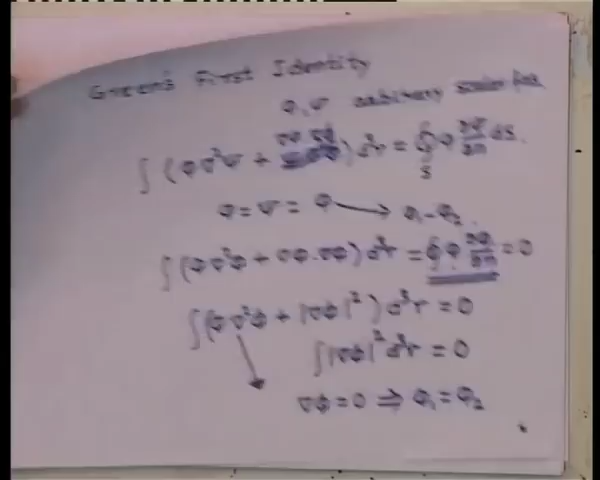 Green's First Identity
φ, ψ arbitrary scalar fns
∫ (φ∇²ψ + ∇φ·∇ψ) d³r = ∮_S φ ∂ψ/∂n dS.
φ = ψ = Φ → Φ₁ - Φ₂.
∫ (Φ∇²Φ + ∇Φ.∇Φ) d³r = ∮ Φ ∂Φ/∂n = 0
∫ (Φ∇²Φ + |∇Φ|²) d³r = 0
∫ |∇Φ|² d³r = 0
∇Φ = 0 ⇒ Φ₁ = Φ₂